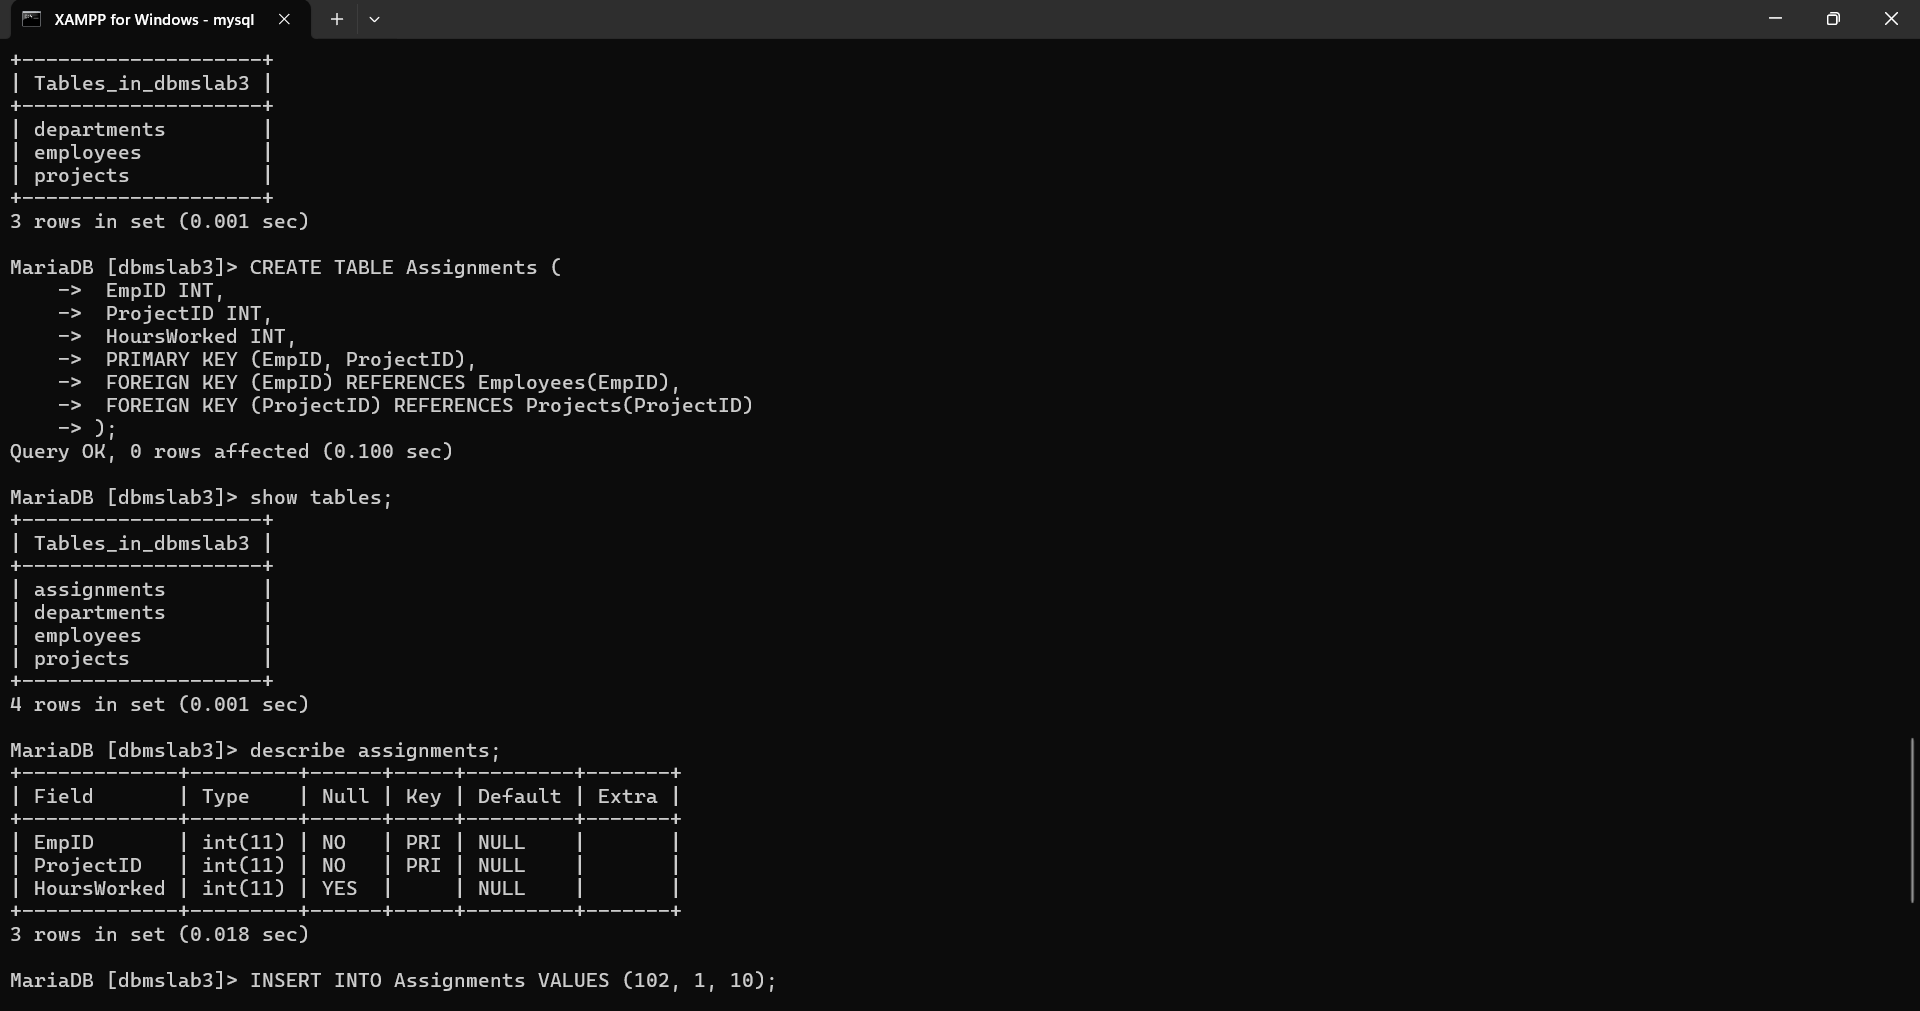 XAMPP for Windows - mysql
+--------------------+
| Tables_in_dbmslab3 |
+--------------------+
| departments        |
| employees          |
| projects           |
+--------------------+
3 rows in set (0.001 sec)

MariaDB [dbmslab3]> CREATE TABLE Assignments (
    ->  EmpID INT,
    ->  ProjectID INT,
    ->  HoursWorked INT,
    ->  PRIMARY KEY (EmpID, ProjectID),
    ->  FOREIGN KEY (EmpID) REFERENCES Employees(EmpID),
    ->  FOREIGN KEY (ProjectID) REFERENCES Projects(ProjectID)
    -> );
Query OK, 0 rows affected (0.100 sec)

MariaDB [dbmslab3]> show tables;
+--------------------+
| Tables_in_dbmslab3 |
+--------------------+
| assignments        |
| departments        |
| employees          |
| projects           |
+--------------------+
4 rows in set (0.001 sec)

MariaDB [dbmslab3]> describe assignments;
+-------------+---------+------+-----+---------+-------+
| Field       | Type    | Null | Key | Default | Extra |
+-------------+---------+------+-----+---------+-------+
| EmpID       | int(11) | NO   | PRI | NULL    |       |
| ProjectID   | int(11) | NO   | PRI | NULL    |       |
| HoursWorked | int(11) | YES  |     | NULL    |       |
+-------------+---------+------+-----+---------+-------+
3 rows in set (0.018 sec)

MariaDB [dbmslab3]> INSERT INTO Assignments VALUES (102, 1, 10);